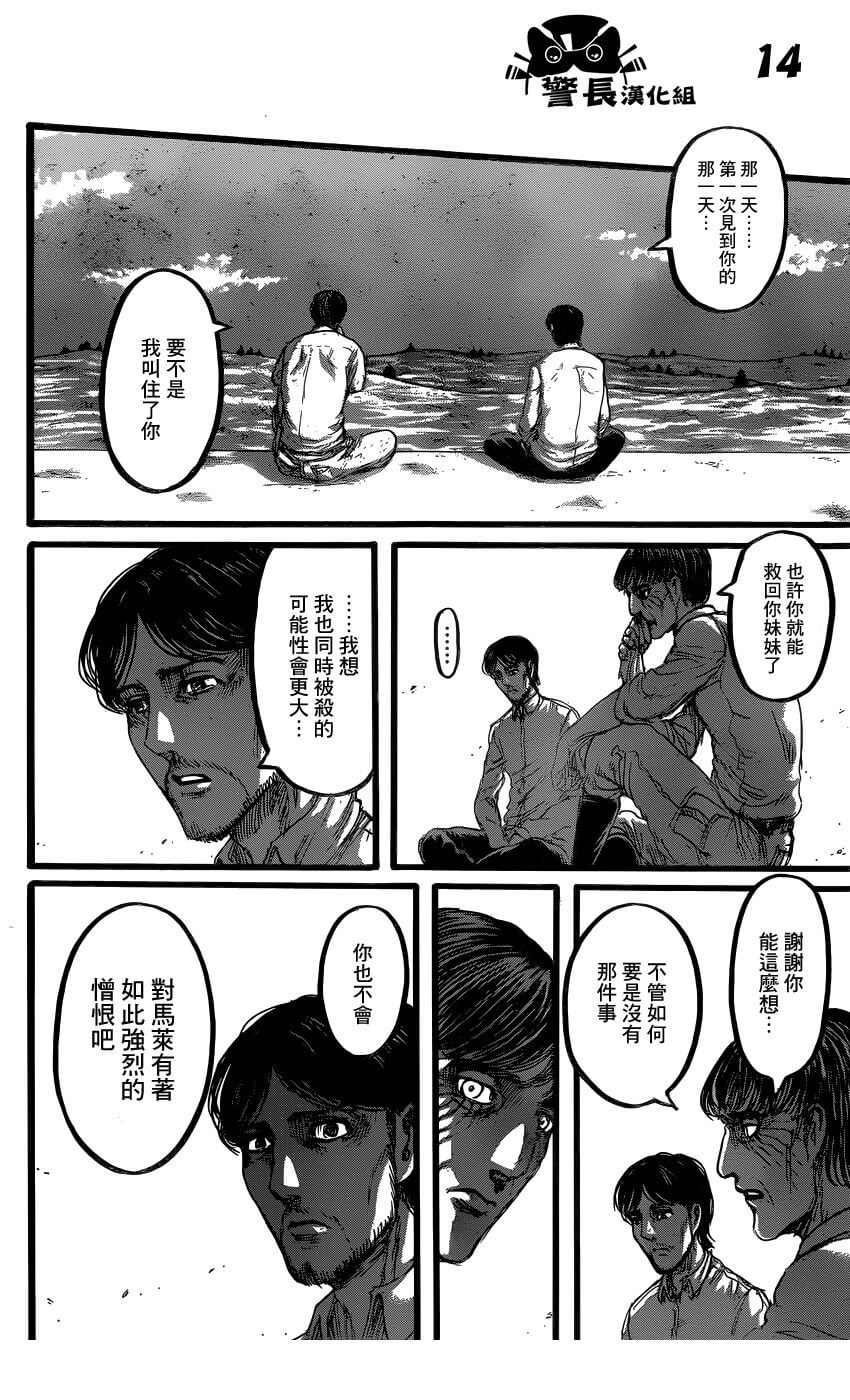 警長漢化組
14
那一天……
第一次見到你的
那一天…
要不是
我叫住了你
也許你就能
救回你妹妹了
……
……我想
我也同時被殺的
可能性會更大…
謝謝你
能這麼想…
不管如何
要是沒有
那件事
你也不會
對馬萊有著
如此強烈的
憎恨吧